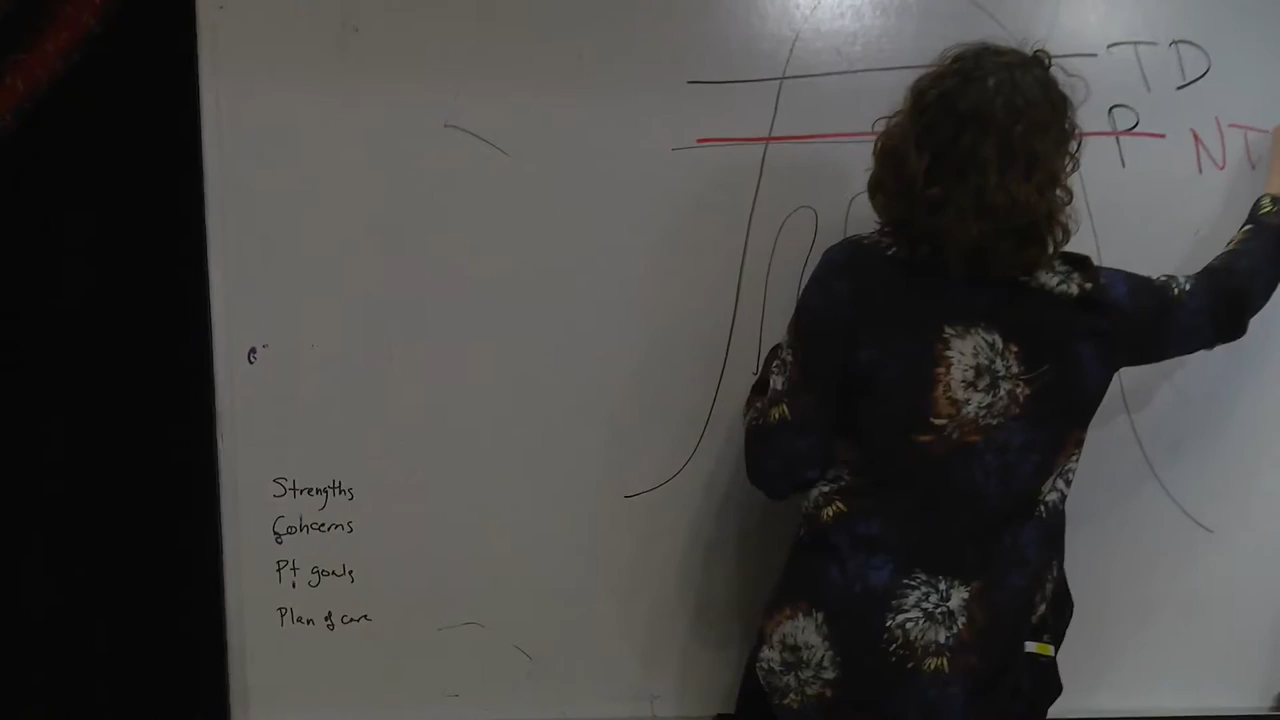 TD
P
NT
Strengths
Concerns
Pt goals
Plan of care